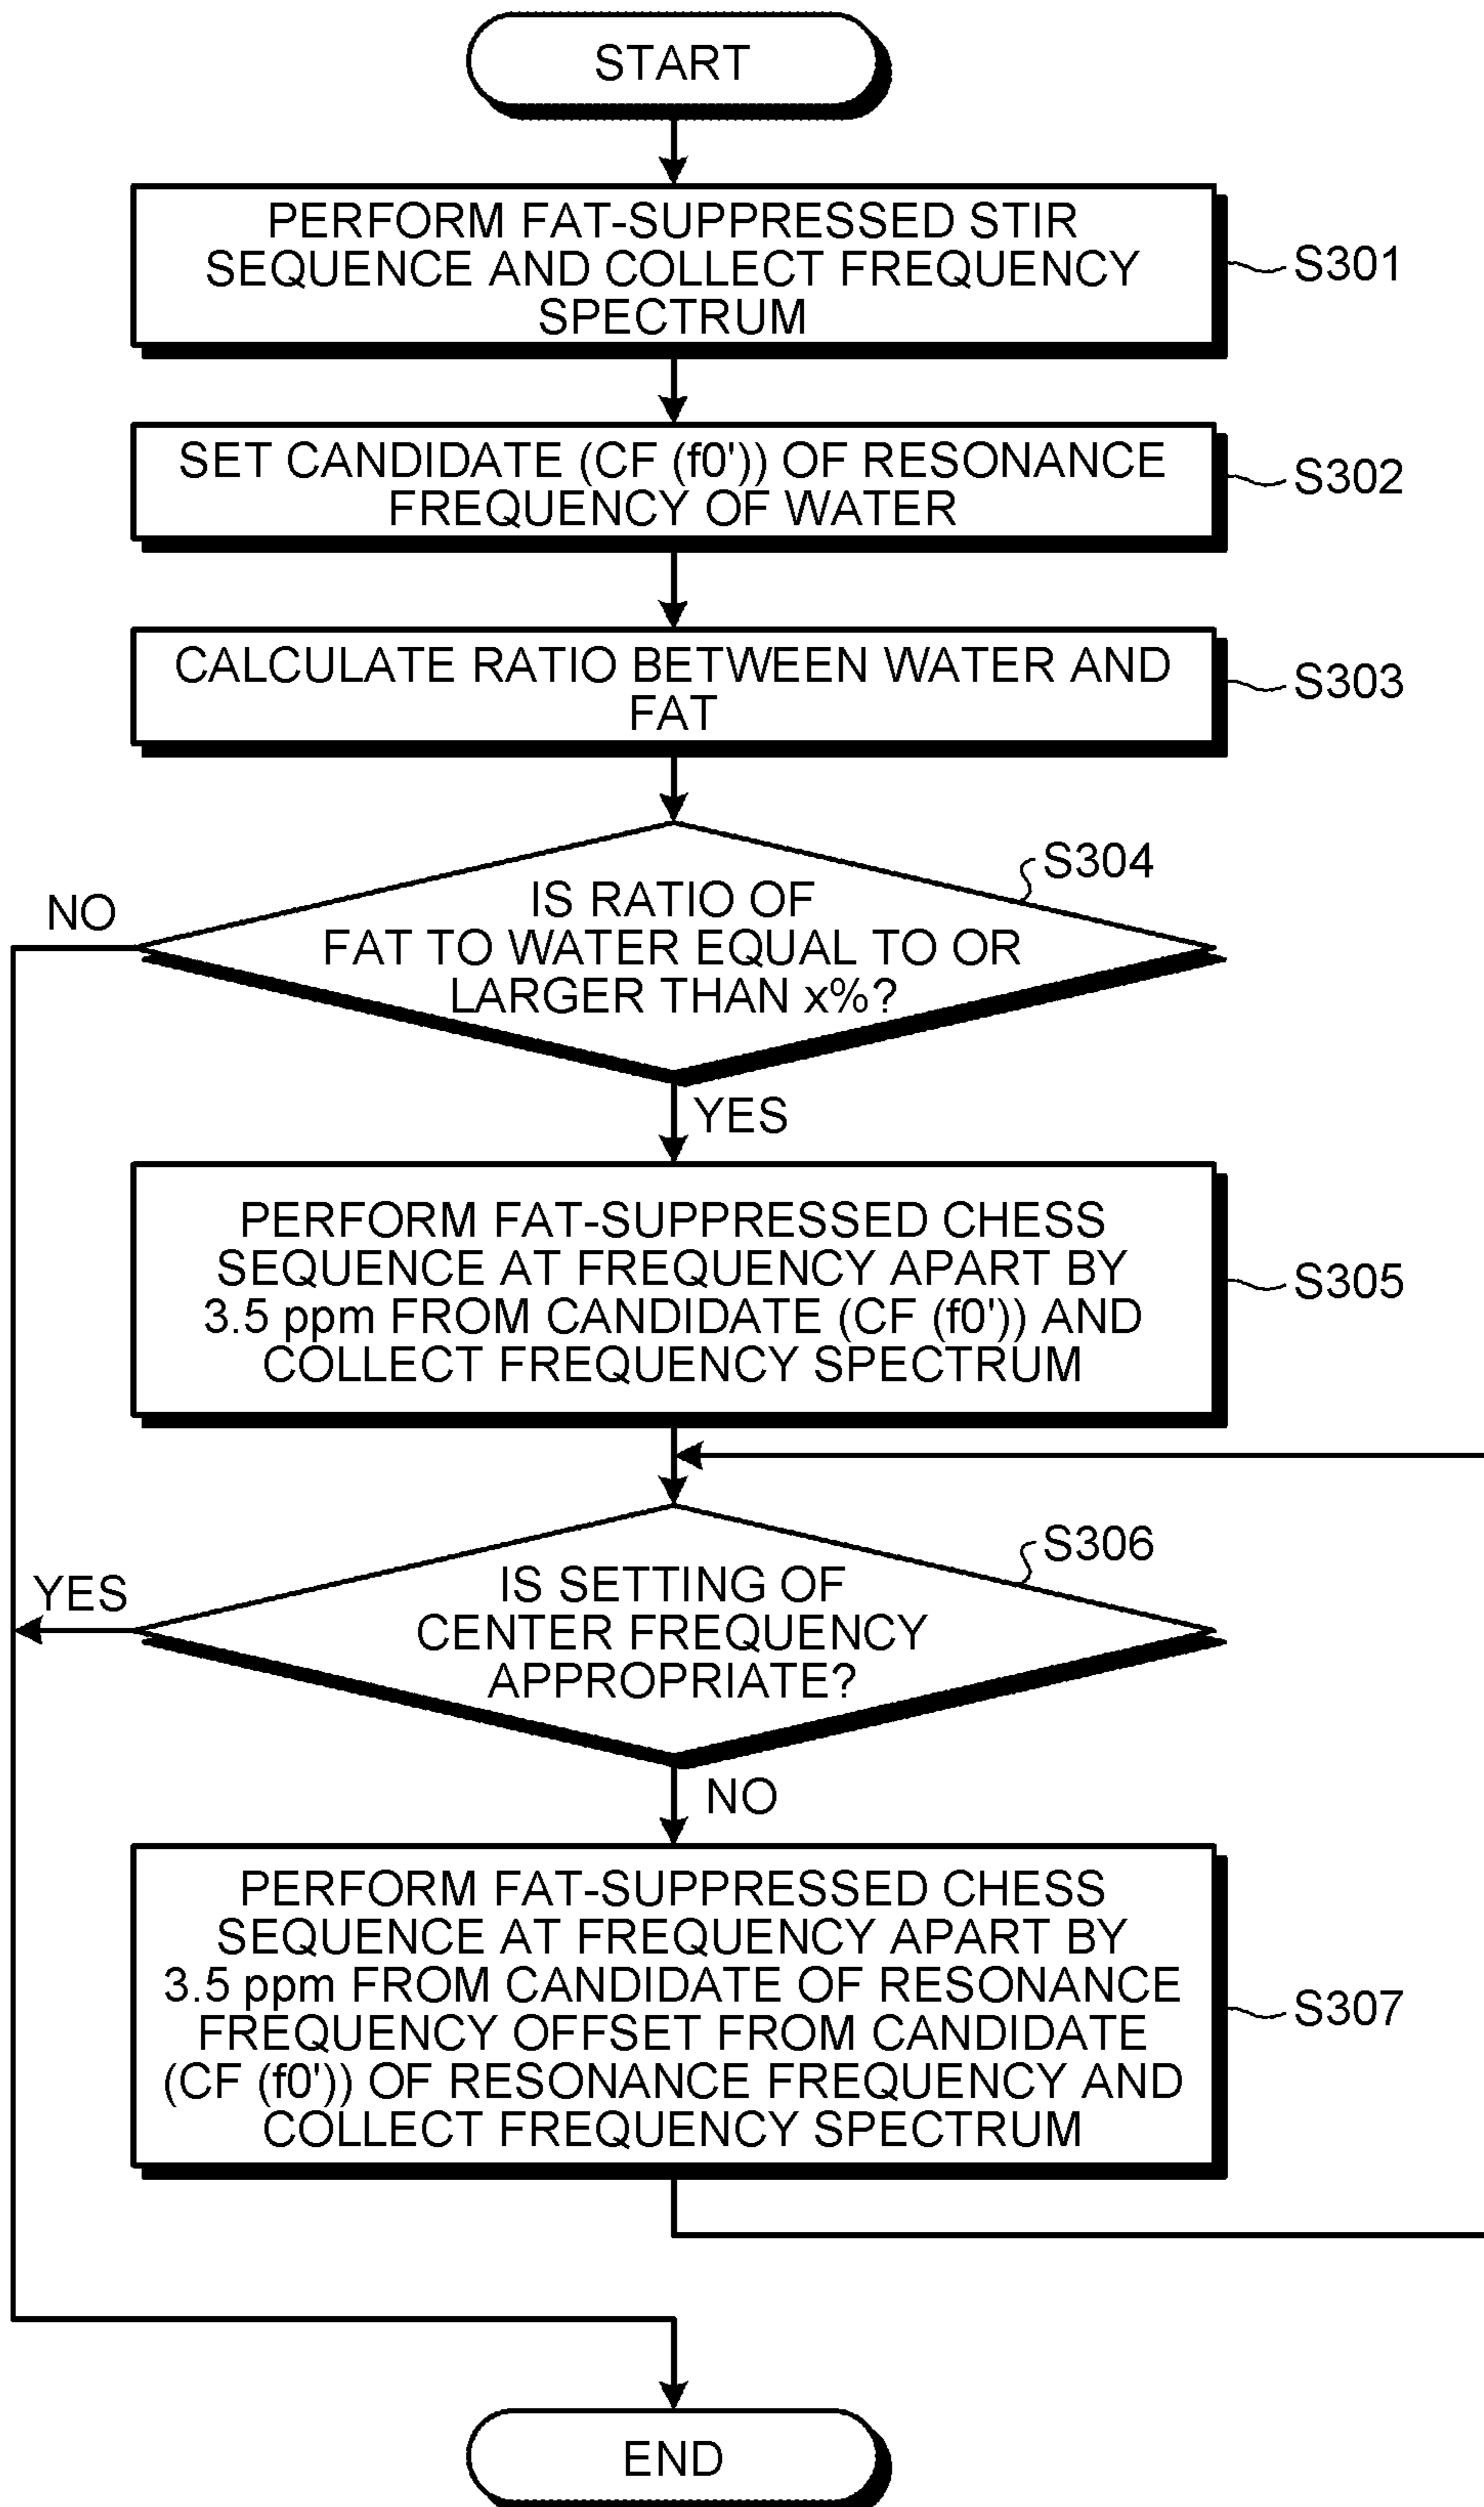 START
PERFORM FAT-SUPPRESSED STIR
SEQUENCE AND COLLECT FREQUENCY
SPECTRUM
S301
SET CANDIDATE (CF (f0')) OF RESONANCE
FREQUENCY OF WATER
S302
CALCULATE RATIO BETWEEN WATER AND
FAT
S303
S304
NO
IS RATIO OF
FAT TO WATER EQUAL TO OR
LARGER THAN x%?
YES
PERFORM FAT-SUPPRESSED CHESS
SEQUENCE AT FREQUENCY APART BY
3.5 ppm FROM CANDIDATE (CF (f0')) AND
COLLECT FREQUENCY SPECTRUM
S305
S306
YES
IS SETTING OF
CENTER FREQUENCY
APPROPRIATE?
NO
PERFORM FAT-SUPPRESSED CHESS
SEQUENCE AT FREQUENCY APART BY
3.5 ppm FROM CANDIDATE OF RESONANCE
FREQUENCY OFFSET FROM CANDIDATE
(CF (f0')) OF RESONANCE FREQUENCY AND
COLLECT FREQUENCY SPECTRUM
S307
END